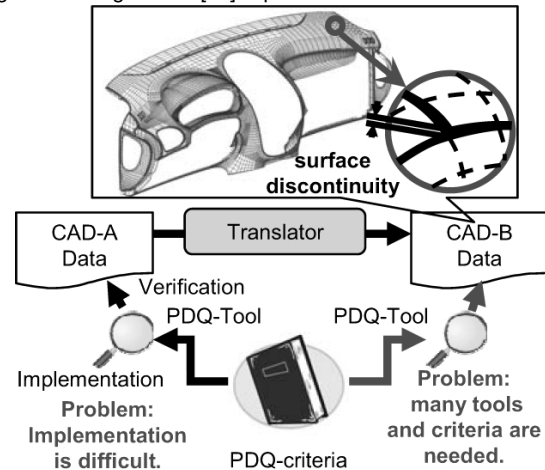 surface
discontinuity
CAD-A
Data
Translator
CAD-B
Data
Verification
PDQ-Tool
PDQ-Tool
Implementation
Problem:
Implementation
is difficult.
Problem:
many tools
and criteria are
needed.
PDQ-criteria